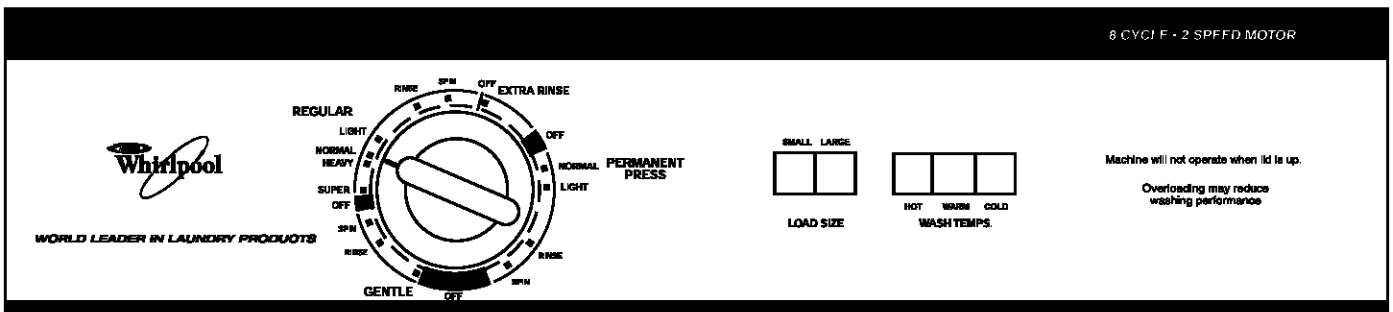 8 CYCLE - 2 SPEED MOTOR
RINSE
SPIN
OFF
EXTRA RINSE
REGULAR
LIGHT
OFF
NORMAL
HEAVY
NORMAL
PERMANENT
PRESS
LIGHT
SUPER
OFF
SPIN
RINSE
RINSE
SPIN
GENTLE
OFF
Whirlpool
WORLD LEADER IN LAUNDRY PRODUCTS
SMALL LARGE
LOAD SIZE
HOT WARM COLD
WASH TEMPS.
Machine will not operate when lid is up.
Overloading may reduce
washing performance